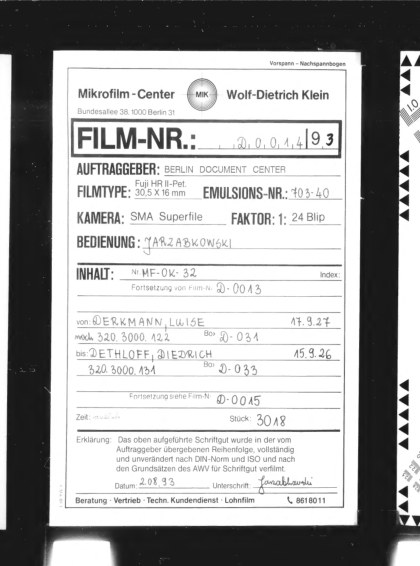 Vorspann - Nachspannbogen
Mikrofilm - Center MIK Wolf-Dietrich Klein
Bundesallee 38, 1000 Berlin 31
FILM-NR.: D.0.0.1.4 | 9.3
AUFTRAGGEBER: BERLIN DOCUMENT CENTER
FILMTYPE: Fuji HR II-Pet. 30,5 X 16 mm EMULSIONS-NR.: 703-40
KAMERA: SMA Superfile FAKTOR: 1: 24 Blip
BEDIENUNG: JARZABKOWSKI
INHALT: Nr MF-OK-32 Index:
Fortsetzung von Film-N: D-0013
von: DERKMANN, LUISE 17.9.27
320.3000.122 Box D-031
bis: DETHLOFF, DIEDRICH 15.9.26
320.3000.131 Box D-033
Fortsetzung siehe Film-N: D-0015
Zeit: Stück: 3018
Erklärung: Das oben aufgeführte Schriftgut wurde in der vom
Auftraggeber übergebenen Reihenfolge, vollständig
und unverändert nach DIN-Norm und ISO und nach
den Grundsätzen des AWV für Schriftgut verfilmt.
Datum: 2.08.93 Unterschrift:
Beratung · Vertrieb · Techn. Kundendienst · Lohnfilm 8618011